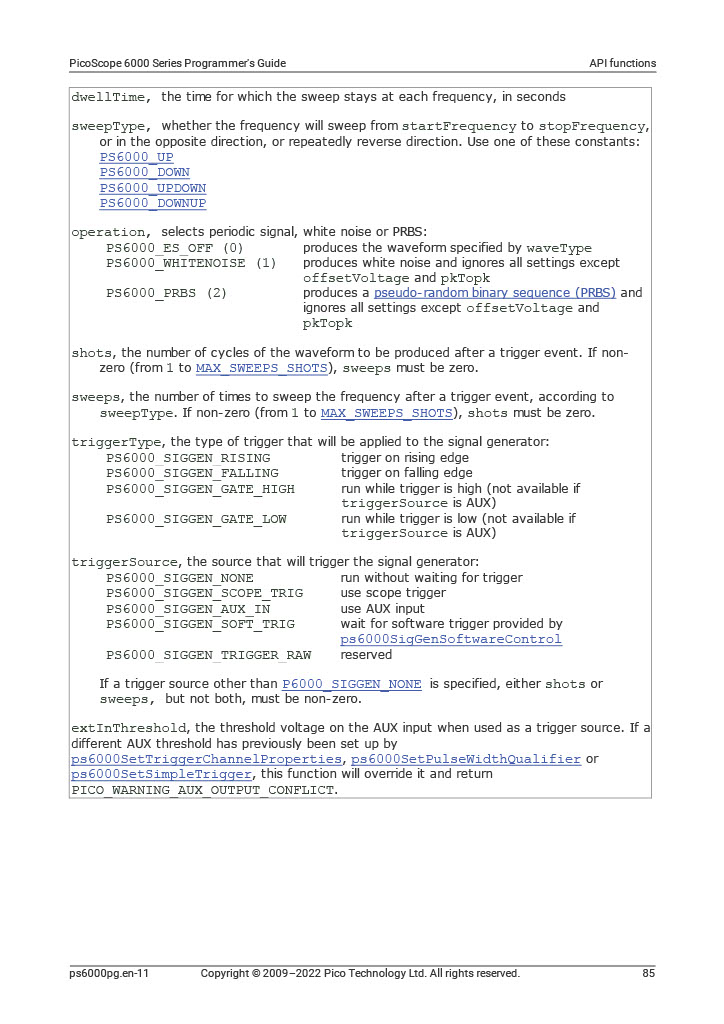 PicoScope 6000 Series Programmer's Guide API functions
dwellTime, the time for which the sweep stays at each frequency, in seconds
sweepType, whether the frequency will sweep from startFrequency to stopFrequency,
or in the opposite direction, or repeatedly reverse direction. Use one of these constants:
PS6000_UP
PS6000_DOWN
PS6000_UPDOWN
PS6000_DOWNUP
operation, selects periodic signal, white noise or PRBS:
PS6000_ES_OFF (0) produces the waveform specified by waveType
PS6000_WHITENOISE (1) produces white noise and ignores all settings except
offsetVoltage and pkTopk
PS6000_PRBS (2) produces a pseudo-random binary sequence (PRBS) and
ignores all settings except offsetVoltage and
pkTopk
shots, the number of cycles of the waveform to be produced after a trigger event. If non-
zero (from 1 to MAX_SWEEPS_SHOTS), sweeps must be zero.
sweeps, the number of times to sweep the frequency after a trigger event, according to
sweepType. If non-zero (from 1 to MAX_SWEEPS_SHOTS), shots must be zero.
triggerType, the type of trigger that will be applied to the signal generator:
PS6000_SIGGEN_RISING trigger on rising edge
PS6000_SIGGEN_FALLING trigger on falling edge
PS6000_SIGGEN_GATE_HIGH run while trigger is high (not available if
triggerSource is AUX)
PS6000_SIGGEN_GATE_LOW run while trigger is low (not available if
triggerSource is AUX)
triggerSource, the source that will trigger the signal generator:
PS6000_SIGGEN_NONE run without waiting for trigger
PS6000_SIGGEN_SCOPE_TRIG use scope trigger
PS6000_SIGGEN_AUX_IN use AUX input
PS6000_SIGGEN_SOFT_TRIG wait for software trigger provided by
ps6000SigGenSoftwareControl
PS6000_SIGGEN_TRIGGER_RAW reserved
If a trigger source other than P6000_SIGGEN_NONE is specified, either shots or
sweeps, but not both, must be non-zero.
extInThreshold, the threshold voltage on the AUX input when used as a trigger source. If a
different AUX threshold has previously been set up by
ps6000SetTriggerChannelProperties, ps6000SetPulseWidthQualifier or
ps6000SetSimpleTrigger, this function will override it and return
PICO_WARNING_AUX_OUTPUT_CONFLICT.
ps6000pg.en-11 Copyright © 2009–2022 Pico Technology Ltd. All rights reserved. 85